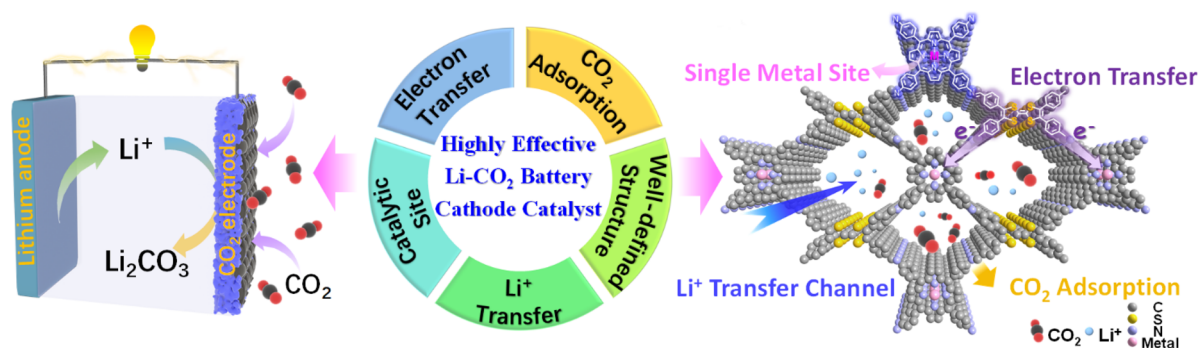 Lithium anode
Li⁺
Li₂CO₃
CO₂ electrode
CO₂
Electron
Transfer
CO₂
Adsorption
Catalytic
Site
Well-defined
Structure
Li⁺
Transfer
Highly Effective
Li-CO₂ Battery
Cathode Catalyst
Single Metal Site
Electron Transfer
e⁻
e⁻
Li⁺ Transfer Channel
CO₂ Adsorption
CO₂
Li⁺
C
S
N
Metal